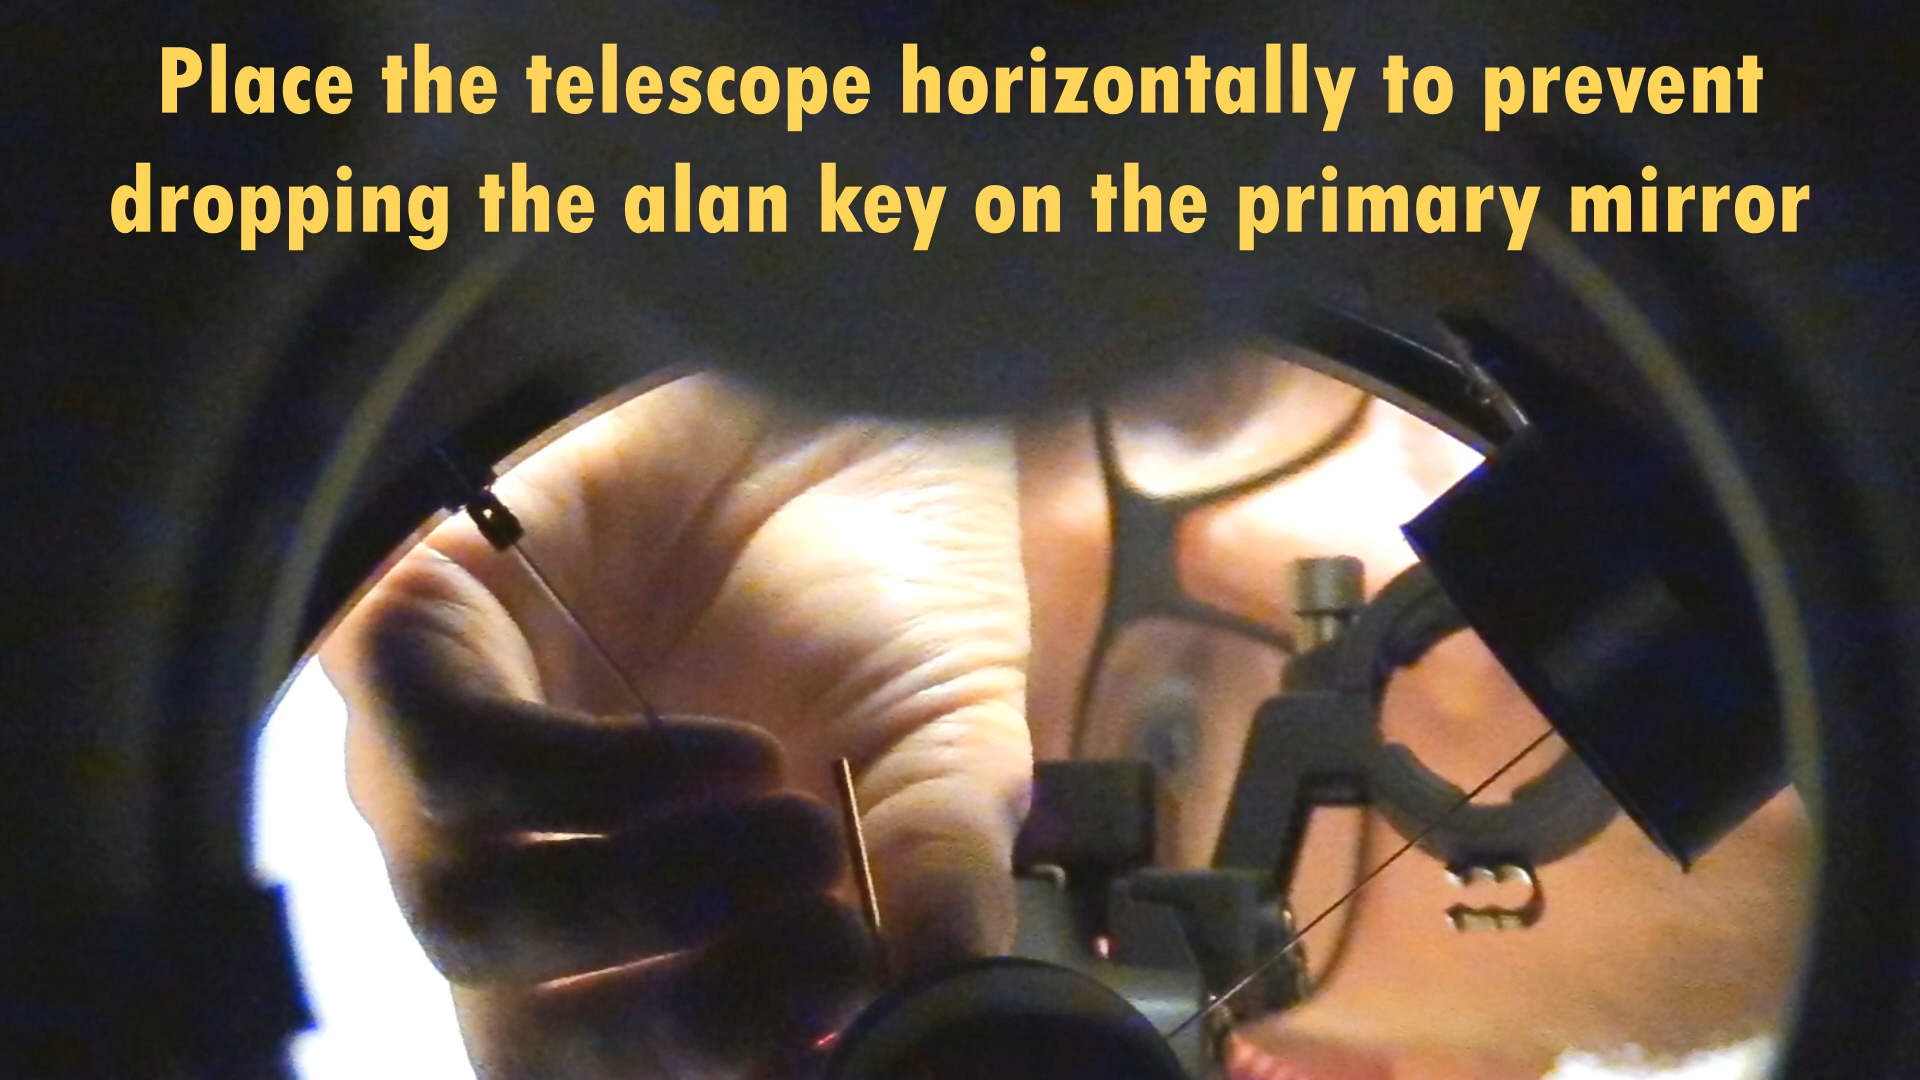 Place the telescope horizontally to prevent
dropping the alan key on the primary mirror